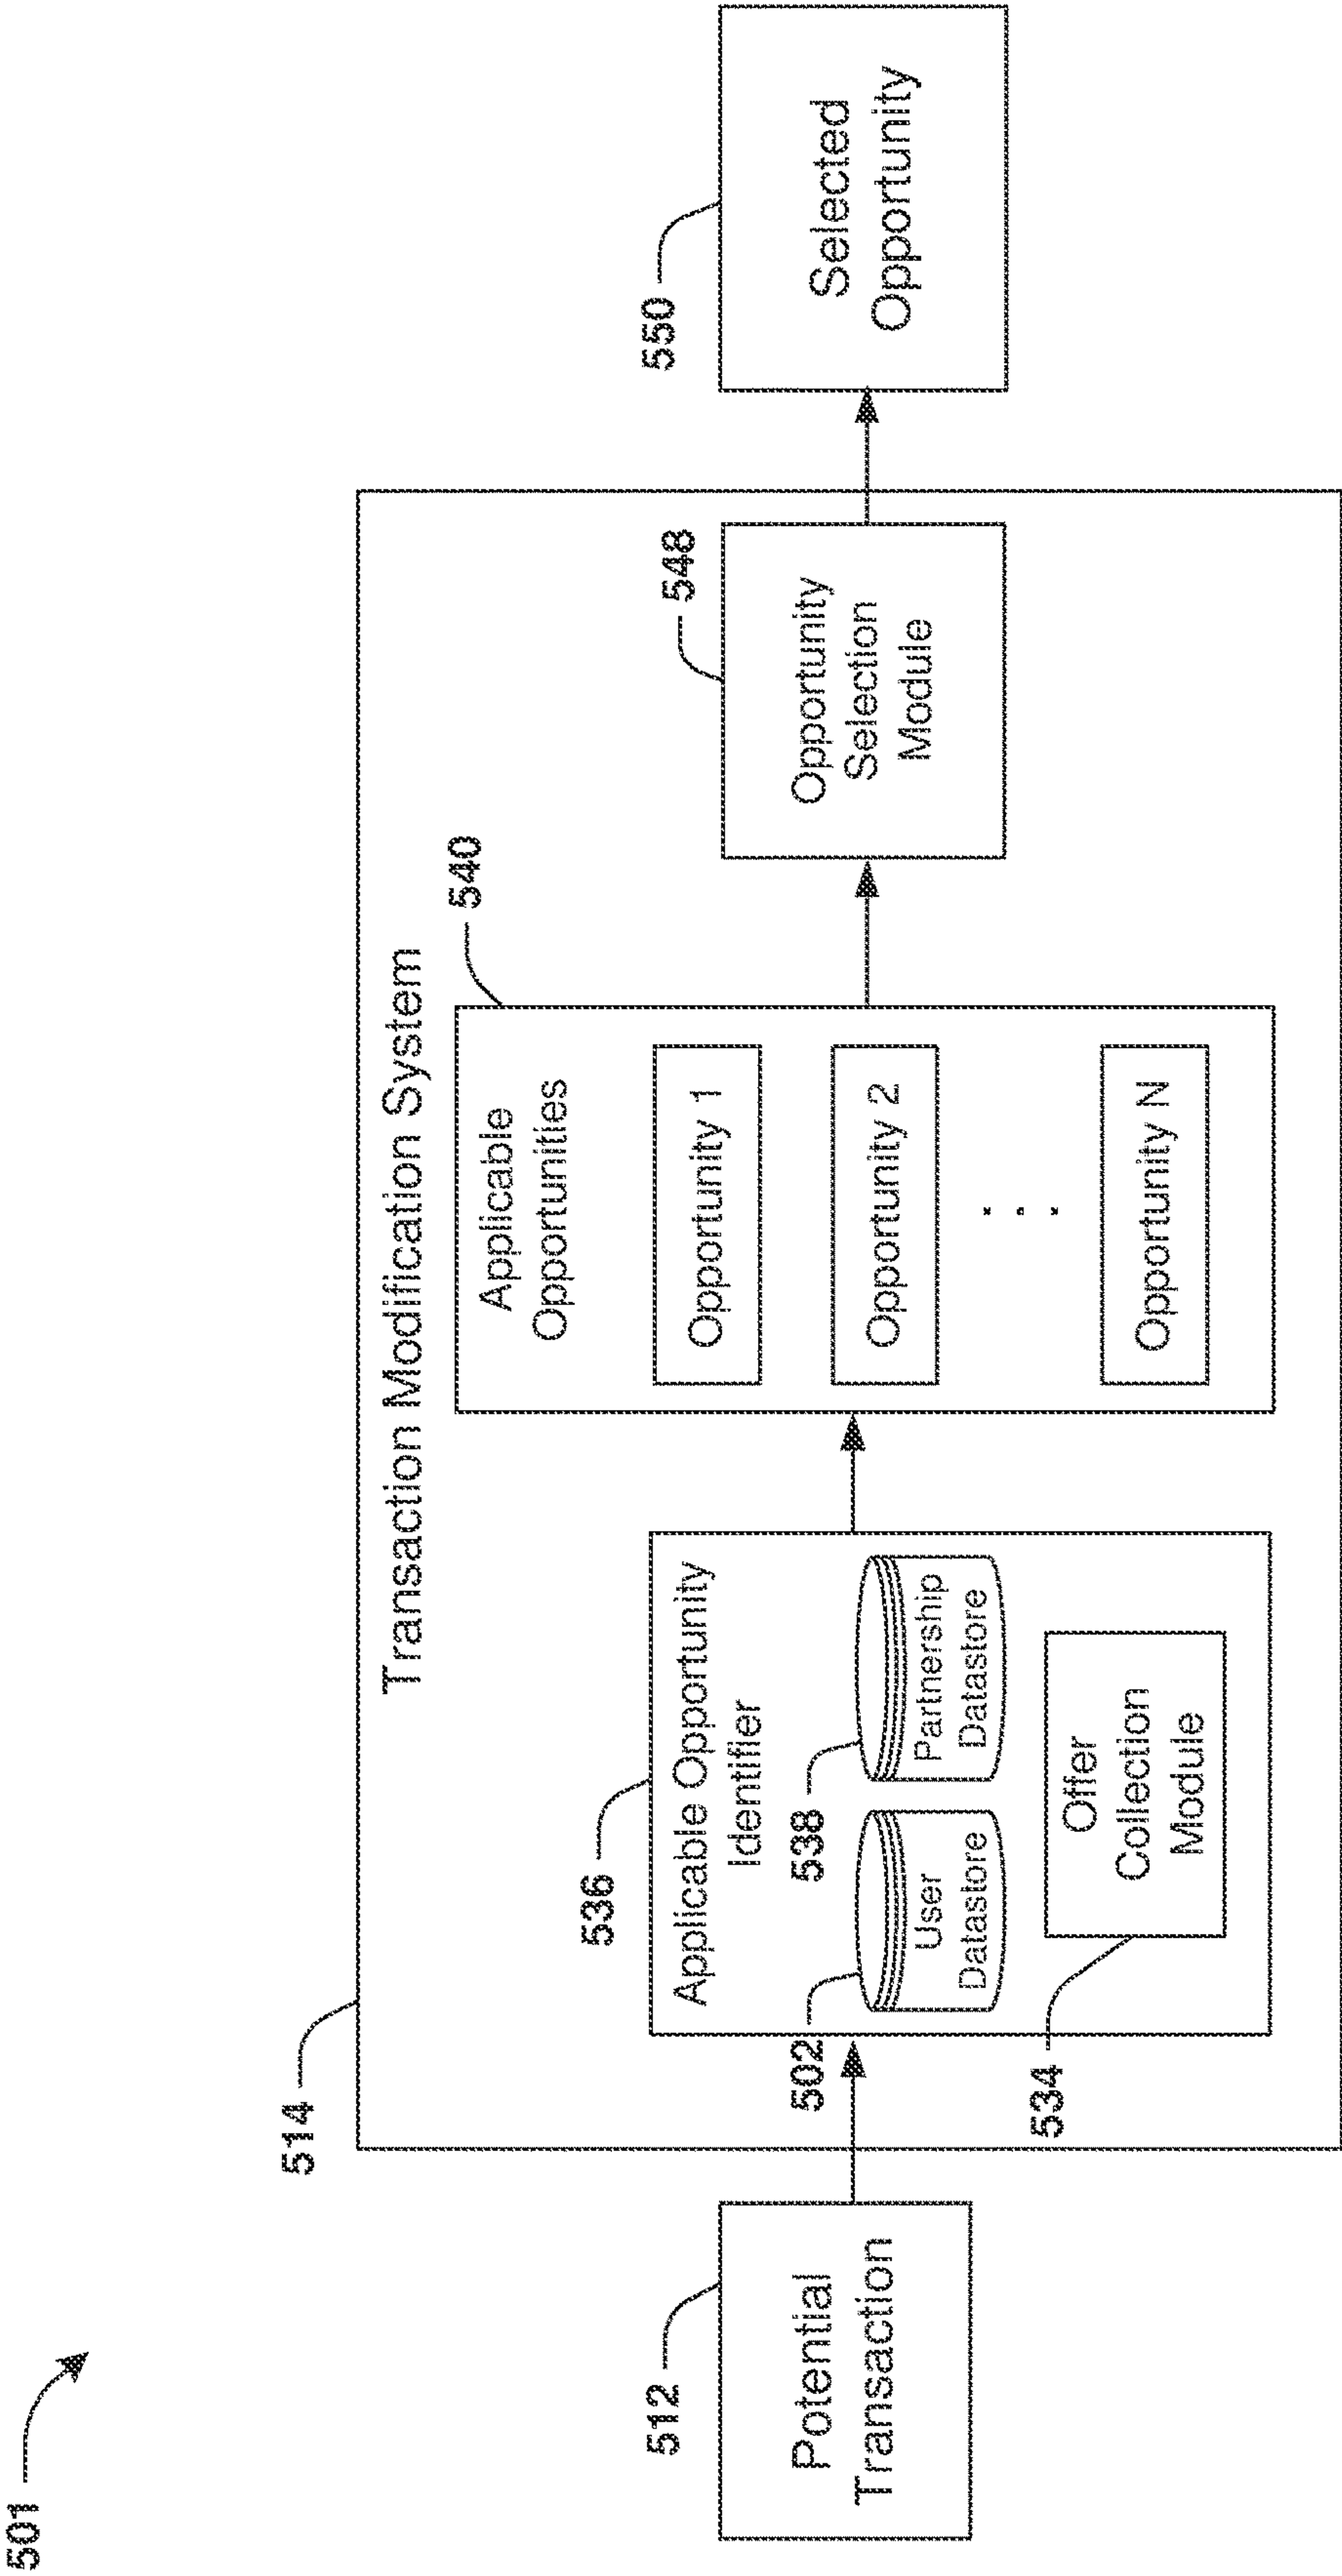 501
514
Transaction Modification System
512
Potential
Transaction
536
Applicable Opportunity
Identifier
502
User
Datastore
538
Partnership
Datastore
534
Offer
Collection
Module
540
Applicable
Opportunities
Opportunity 1
Opportunity 2
. . .
Opportunity N
548
Opportunity
Selection
Module
550
Selected
Opportunity